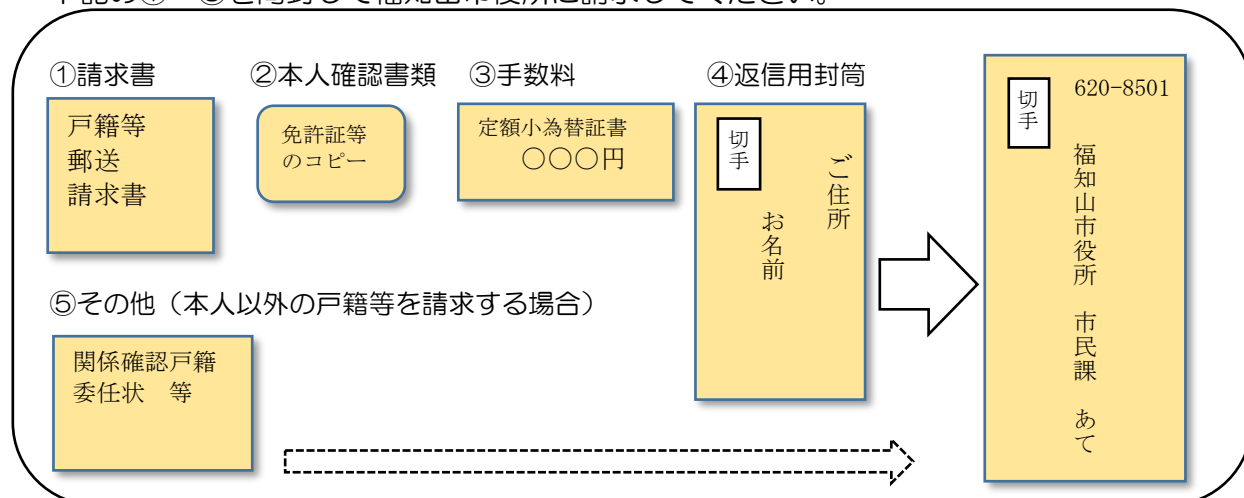 ①請求書
②本人確認書類
③手数料
④返信用封筒
戸籍等
郵送
請求書
免許証等
のコピー
定額小為替証書
○○○円
切手
ご住所
お名前
⑤その他(本人以外の戸籍等を請求する場合)
関係確認戸籍
委任状 等
切手
620-8501
福知山市役所 市民課 あて